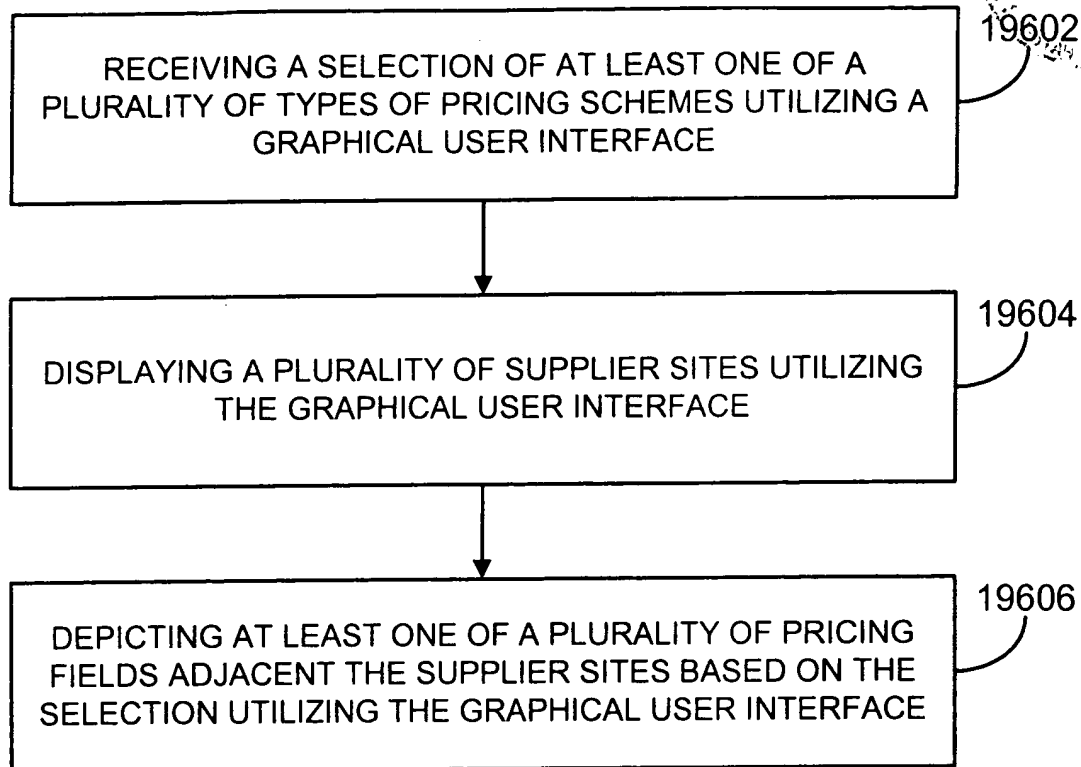 19602
RECEIVING A SELECTION OF AT LEAST ONE OF A
PLURALITY OF TYPES OF PRICING SCHEMES UTILIZING A
GRAPHICAL USER INTERFACE
19604
DISPLAYING A PLURALITY OF SUPPLIER SITES UTILIZING
THE GRAPHICAL USER INTERFACE
19606
DEPICTING AT LEAST ONE OF A PLURALITY OF PRICING
FIELDS ADJACENT THE SUPPLIER SITES BASED ON THE
SELECTION UTILIZING THE GRAPHICAL USER INTERFACE